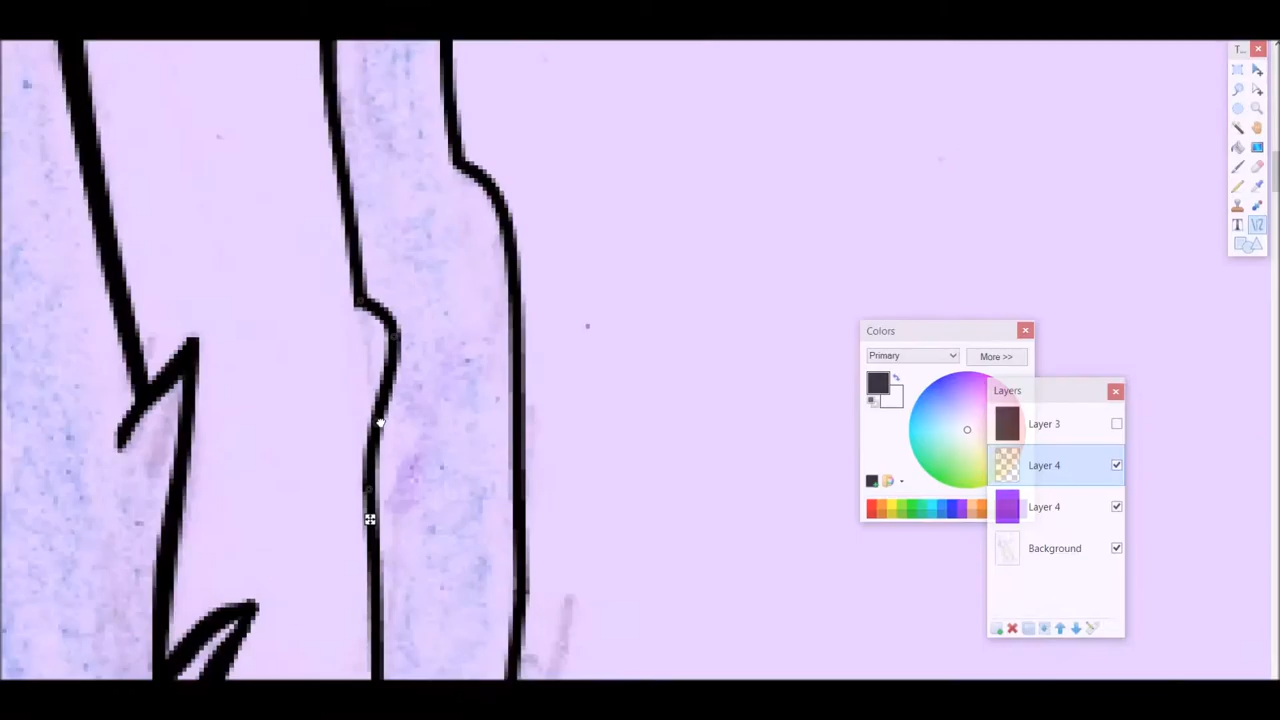 T...
Colors
Primary
More >>
Layers
Layer 3
Layer 4
Layer 4
Background